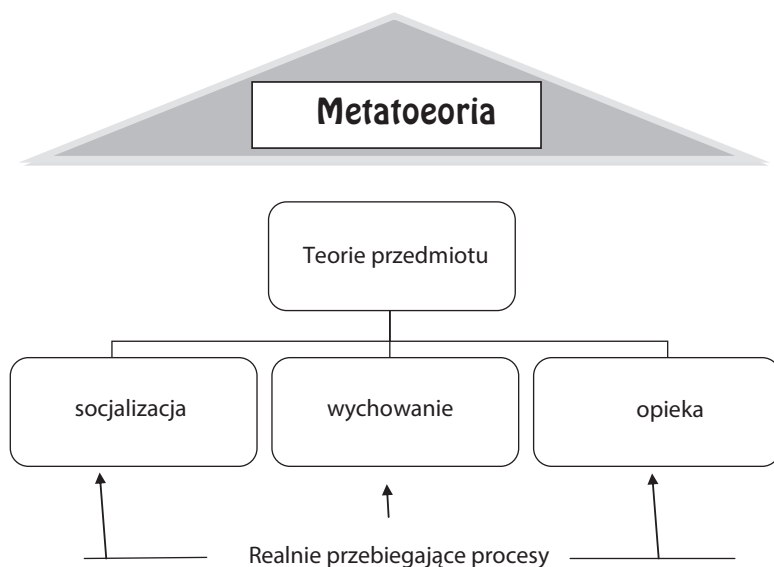 Metatoeoria
Teorie przedmiotu
socjalizacja
wychowanie
opieka
Realnie przebiegające procesy